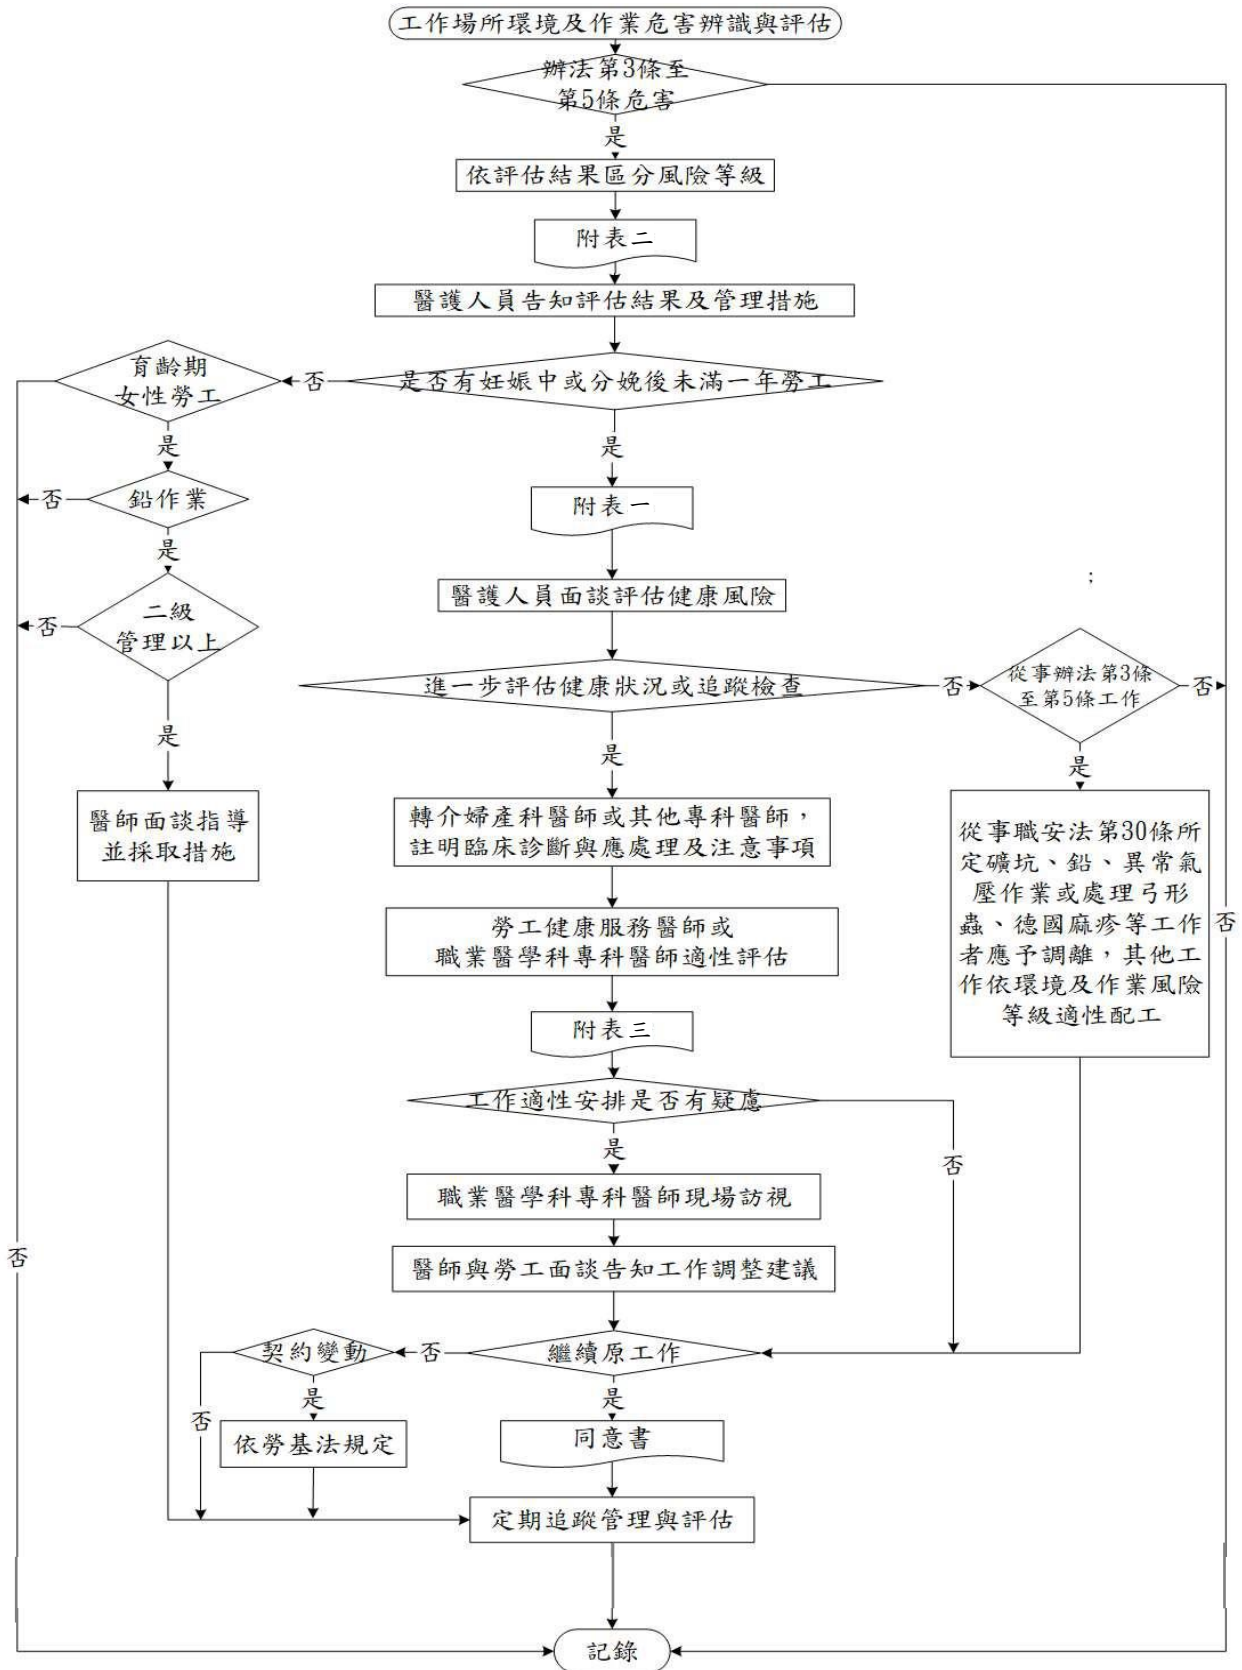 工作場所環境及作業危害辨識與評估
辦法第3條至
第5條危害
是
依評估結果區分風險等級
附表二
醫護人員告知評估結果及管理措施
育齡期
女性勞工
否
是否有妊娠中或分娩後未滿一年勞工
是
是
否
鉛作業
附表一
是
醫護人員面談評估健康風險
;
二級
管理以上
否
進一步評估健康狀況或追蹤檢查
否
從事辦法第3條
至第5條工作
否
是
是
是
醫師面談指導
並採取措施
轉介婦產科醫師或其他專科醫師，
註明臨床診斷與應處理及注意事項
從事職安法第30條所
定礦坑、鉛、異常氣
壓作業或處理弓形
蟲、德國麻疹等工作
者應予調離，其他工
作依環境及作業風險
等級適性配工
否
勞工健康服務醫師或
職業醫學科專科醫師適性評估
附表三
工作適性安排是否有疑慮
是
否
職業醫學科專科醫師現場訪視
否
醫師與勞工面談告知工作調整建議
契約變動
否
繼續原工作
是
是
否
依勞基法規定
同意書
定期追蹤管理與評估
記錄